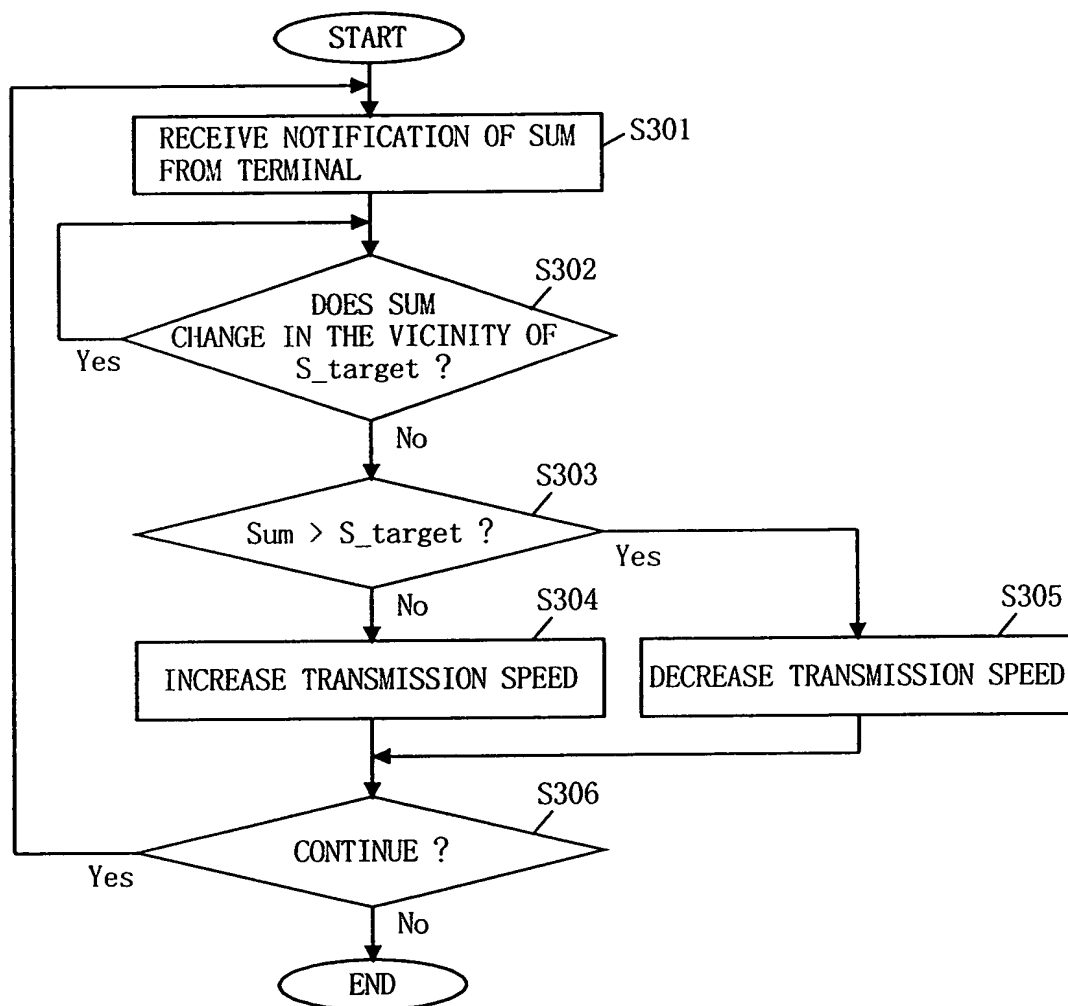 START
RECEIVE NOTIFICATION OF SUM
FROM TERMINAL
S301
S302
DOES SUM
CHANGE IN THE VICINITY OF
S_target ?
Yes
No
S303
Sum > S_target ?
Yes
No
S304
S305
INCREASE TRANSMISSION SPEED
DECREASE TRANSMISSION SPEED
S306
CONTINUE ?
Yes
No
END